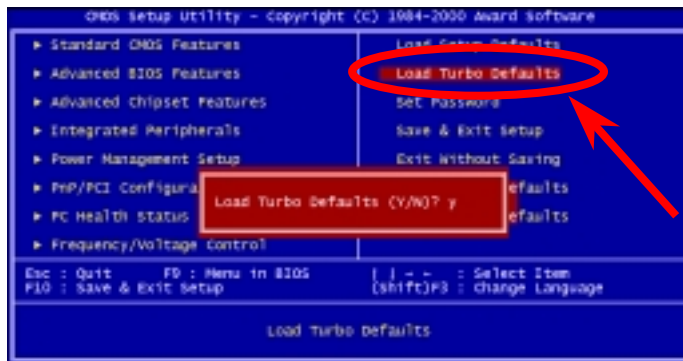 CMOS Setup Utility - Copyright (C) 1984-2000 Award Software
▸ Standard CMOS Features
▸ Advanced BIOS Features
▸ Advanced Chipset Features
▸ Integrated Peripherals
▸ Power Management Setup
▸ PnP/PCI Configura
▸ PC Health Status
▸ Frequency/Voltage Control
Load Setup Defaults
Load Turbo Defaults
Set Password
Save & Exit Setup
Exit Without Saving
efaults
efaults
Load Turbo Defaults (Y/N)? y
Esc : Quit F9 : Menu in BIOS : Select Item
F10 : Save & Exit Setup (Shift)F3 : Change Language
Load Turbo Defaults